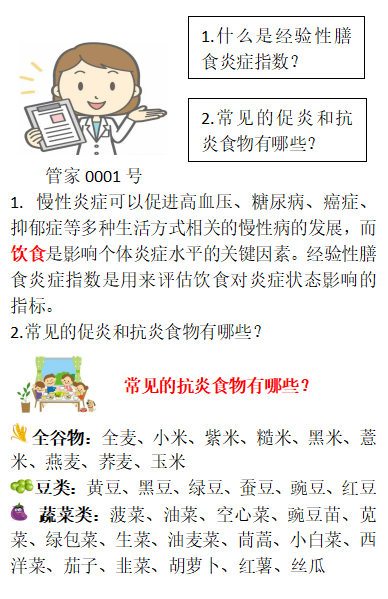 1.什么是经验性膳
食炎症指数？
2.常见的促炎和抗
炎食物有哪些？
管家 0001 号
1. 慢性炎症可以促进高血压、糖尿病、癌症、
抑郁症等多种生活方式相关的慢性病的发展，而
饮食是影响个体炎症水平的关键因素。经验性膳
食炎症指数是用来评估饮食对炎症状态影响的
指标。
2.常见的促炎和抗炎食物有哪些？
常见的抗炎食物有哪些？
全谷物：全麦、小米、紫米、糙米、黑米、薏
米、燕麦、荞麦、玉米
豆类：黄豆、黑豆、绿豆、蚕豆、豌豆、红豆
蔬菜类：菠菜、油菜、空心菜、豌豆苗、苋
菜、绿包菜、生菜、油麦菜、茼蒿、小白菜、西
洋菜、茄子、韭菜、胡萝卜、红薯、丝瓜